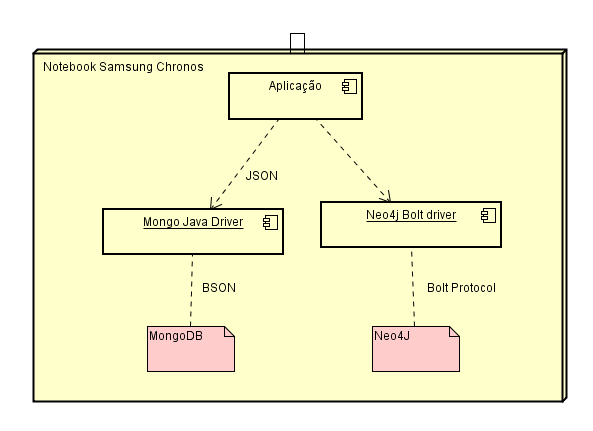 Notebook Samsung Chronos
Aplicação
JSON
Mongo Java Driver
Neo4j Bolt driver
BSON
Bolt Protocol
MongoDB
Neo4J